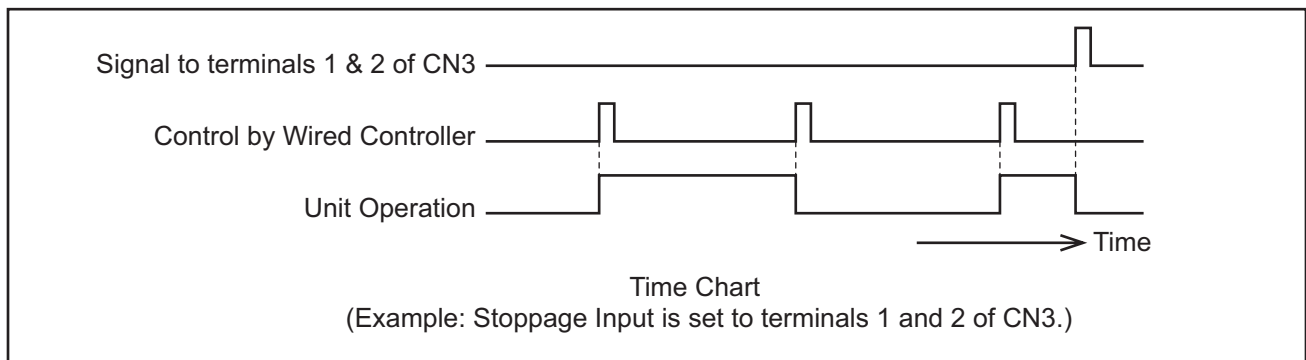 Signal to terminals 1 & 2 of CN3
Control by Wired Controller
Unit Operation
Time
Time Chart
(Example: Stoppage Input is set to terminals 1 and 2 of CN3.)